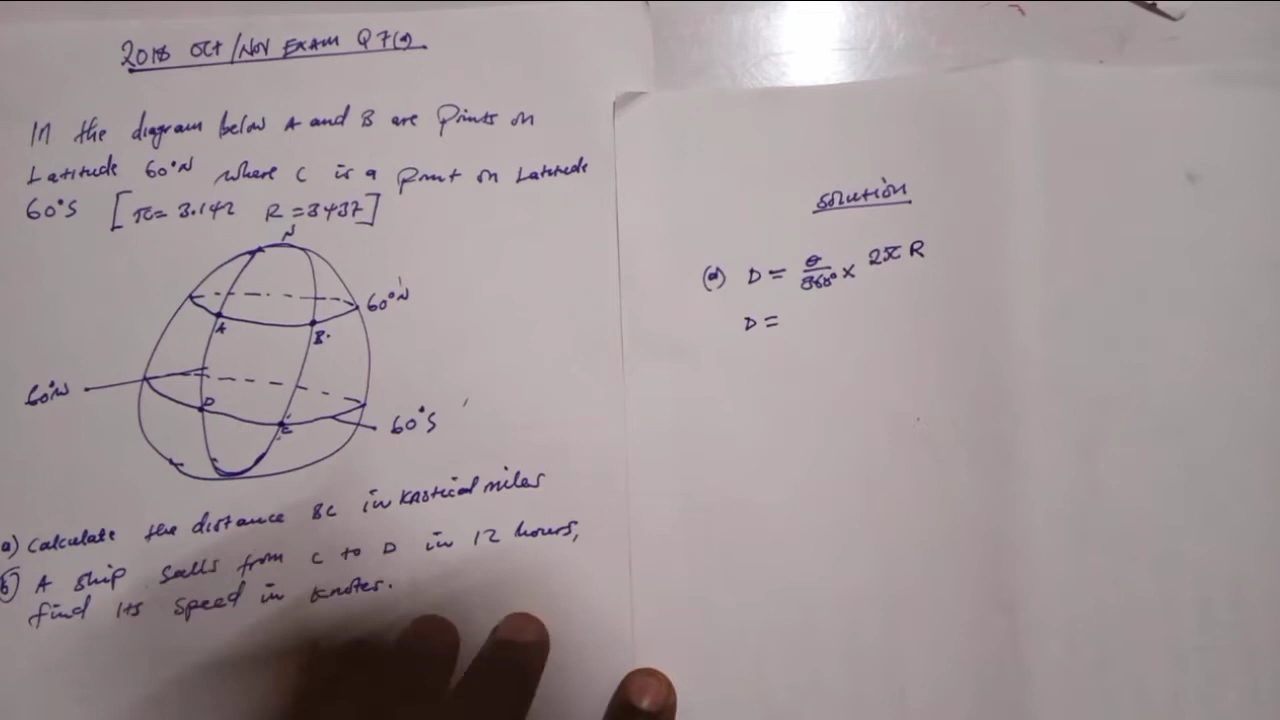 2018 Oct/Nov EXAM Q7(a)
In the diagram below A and B are points on
Latitude 60°N where C is a point on Latitude
60°S [π=3.142 R=3437]
N
60°N
A
B
60°W
D
C
60°S
a) Calculate the distance BC in nautical miles
b) A ship sails from C to D in 12 hours,
find its speed in knotes.
Solution
(a) D = θ/360° × 2πR
D =